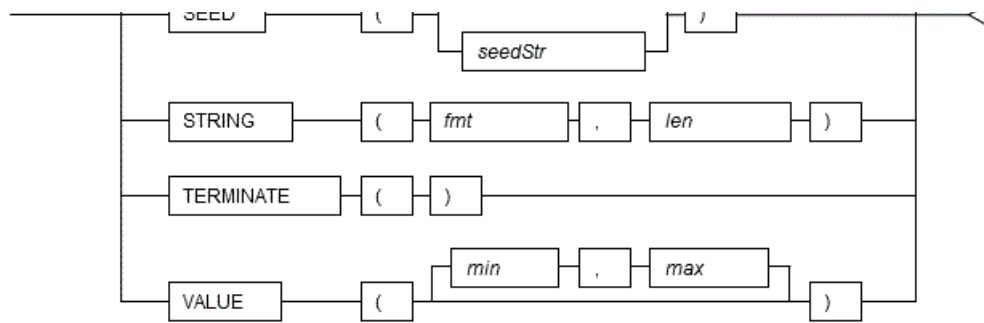 SEED ( )
seedStr
STRING ( fmt , len )
TERMINATE ( )
min , max
VALUE ( )